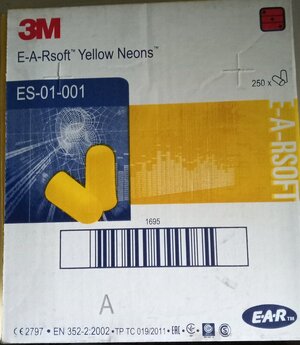 3M
E-A-Rsoft™ Yellow Neons™
250 x
ES-01-001
E-A-RSOFT
1695
A
E·A·R™
CE 2797 • EN 352-2:2002 • TP TC 019/2011 • EAC •